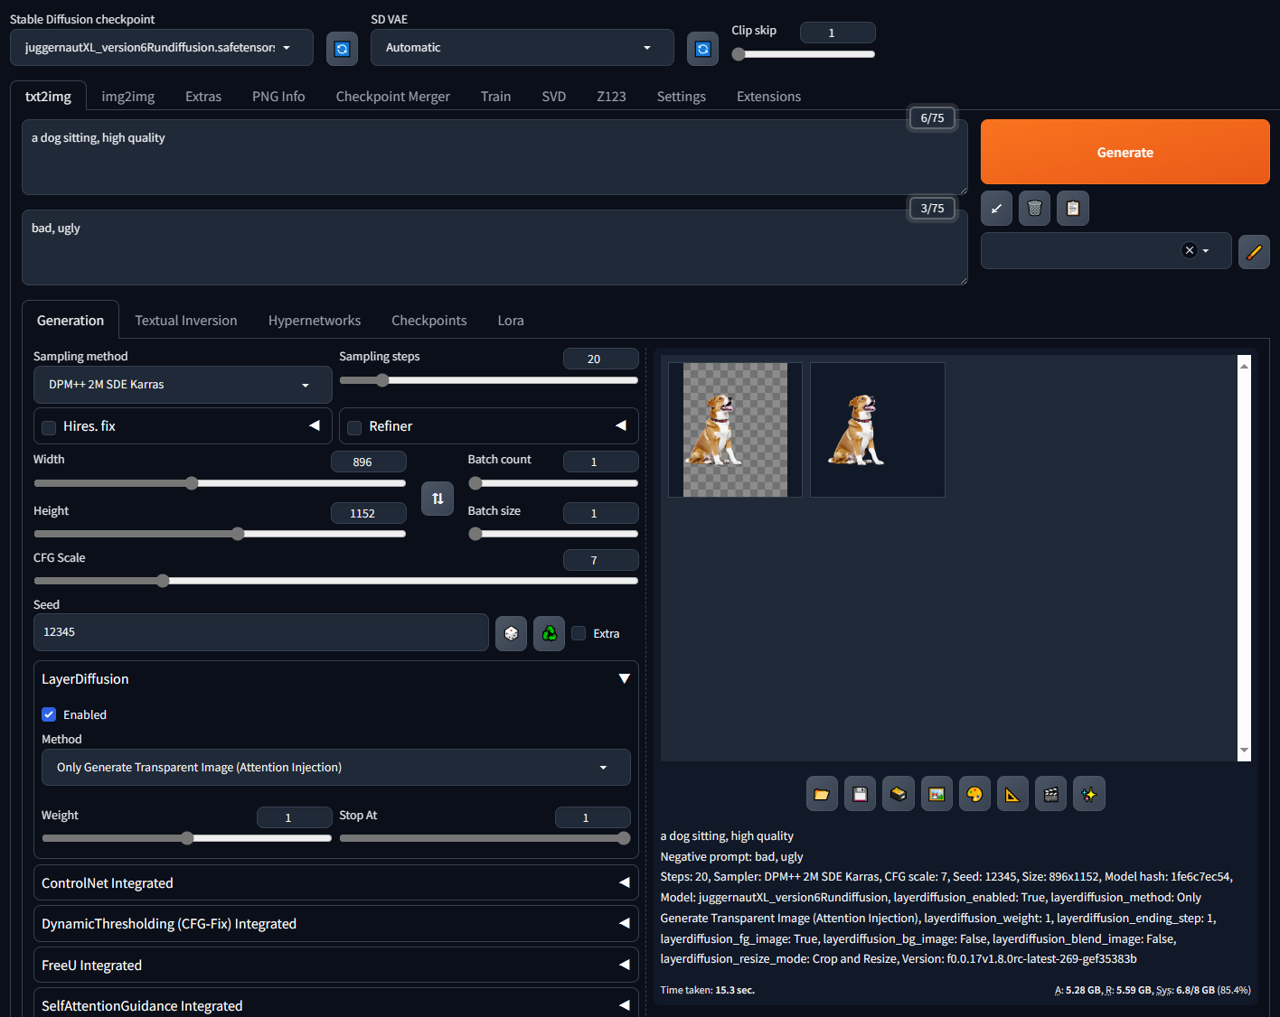 Stable Diffusion checkpoint
juggernautXL_version6Rundiffusion.safetensors
SD VAE
Automatic
Clip skip
1
txt2img
img2img
Extras
PNG Info
Checkpoint Merger
Train
SVD
Z123
Settings
Extensions
6/75
a dog sitting, high quality
Generate
3/75
bad, ugly
Generation
Textual Inversion
Hypernetworks
Checkpoints
Lora
Sampling method
DPM++ 2M SDE Karras
Sampling steps
20
Hires. fix
Refiner
Width
896
Batch count
1
Height
1152
Batch size
1
CFG Scale
7
Seed
12345
Extra
LayerDiffusion
Enabled
Method
Only Generate Transparent Image (Attention Injection)
Weight
1
Stop At
1
ControlNet Integrated
DynamicThresholding (CFG-Fix) Integrated
FreeU Integrated
SelfAttentionGuidance Integrated
a dog sitting, high quality
Negative prompt: bad, ugly
Steps: 20, Sampler: DPM++ 2M SDE Karras, CFG scale: 7, Seed: 12345, Size: 896x1152, Model hash: 1fe6c7ec54,
Model: juggernautXL_version6Rundiffusion, layerdiffusion_enabled: True, layerdiffusion_method: Only
Generate Transparent Image (Attention Injection), layerdiffusion_weight: 1, layerdiffusion_ending_step: 1,
layerdiffusion_fg_image: True, layerdiffusion_bg_image: False, layerdiffusion_blend_image: False,
layerdiffusion_resize_mode: Crop and Resize, Version: f0.0.17v1.8.0rc-latest-269-gef35383b
Time taken: 15.3 sec.
A: 5.28 GB, R: 5.59 GB, Sys: 6.8/8 GB (85.4%)